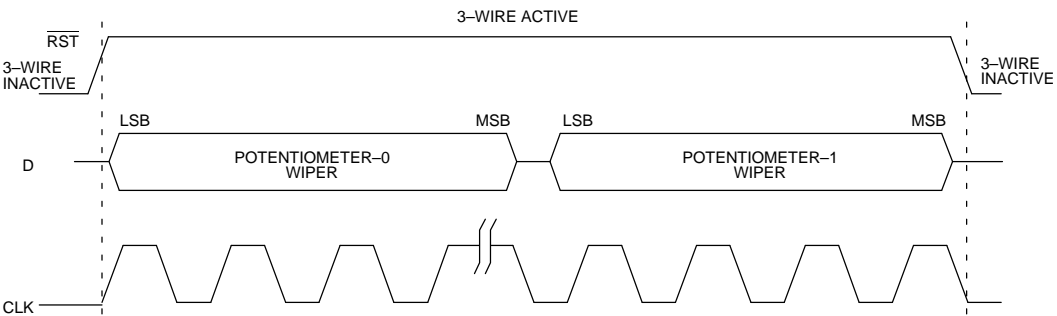 3–WIRE ACTIVE
RST
3–WIRE
INACTIVE
3–WIRE
INACTIVE
LSB
MSB
LSB
MSB
D
POTENTIOMETER–0
WIPER
POTENTIOMETER–1
WIPER
CLK